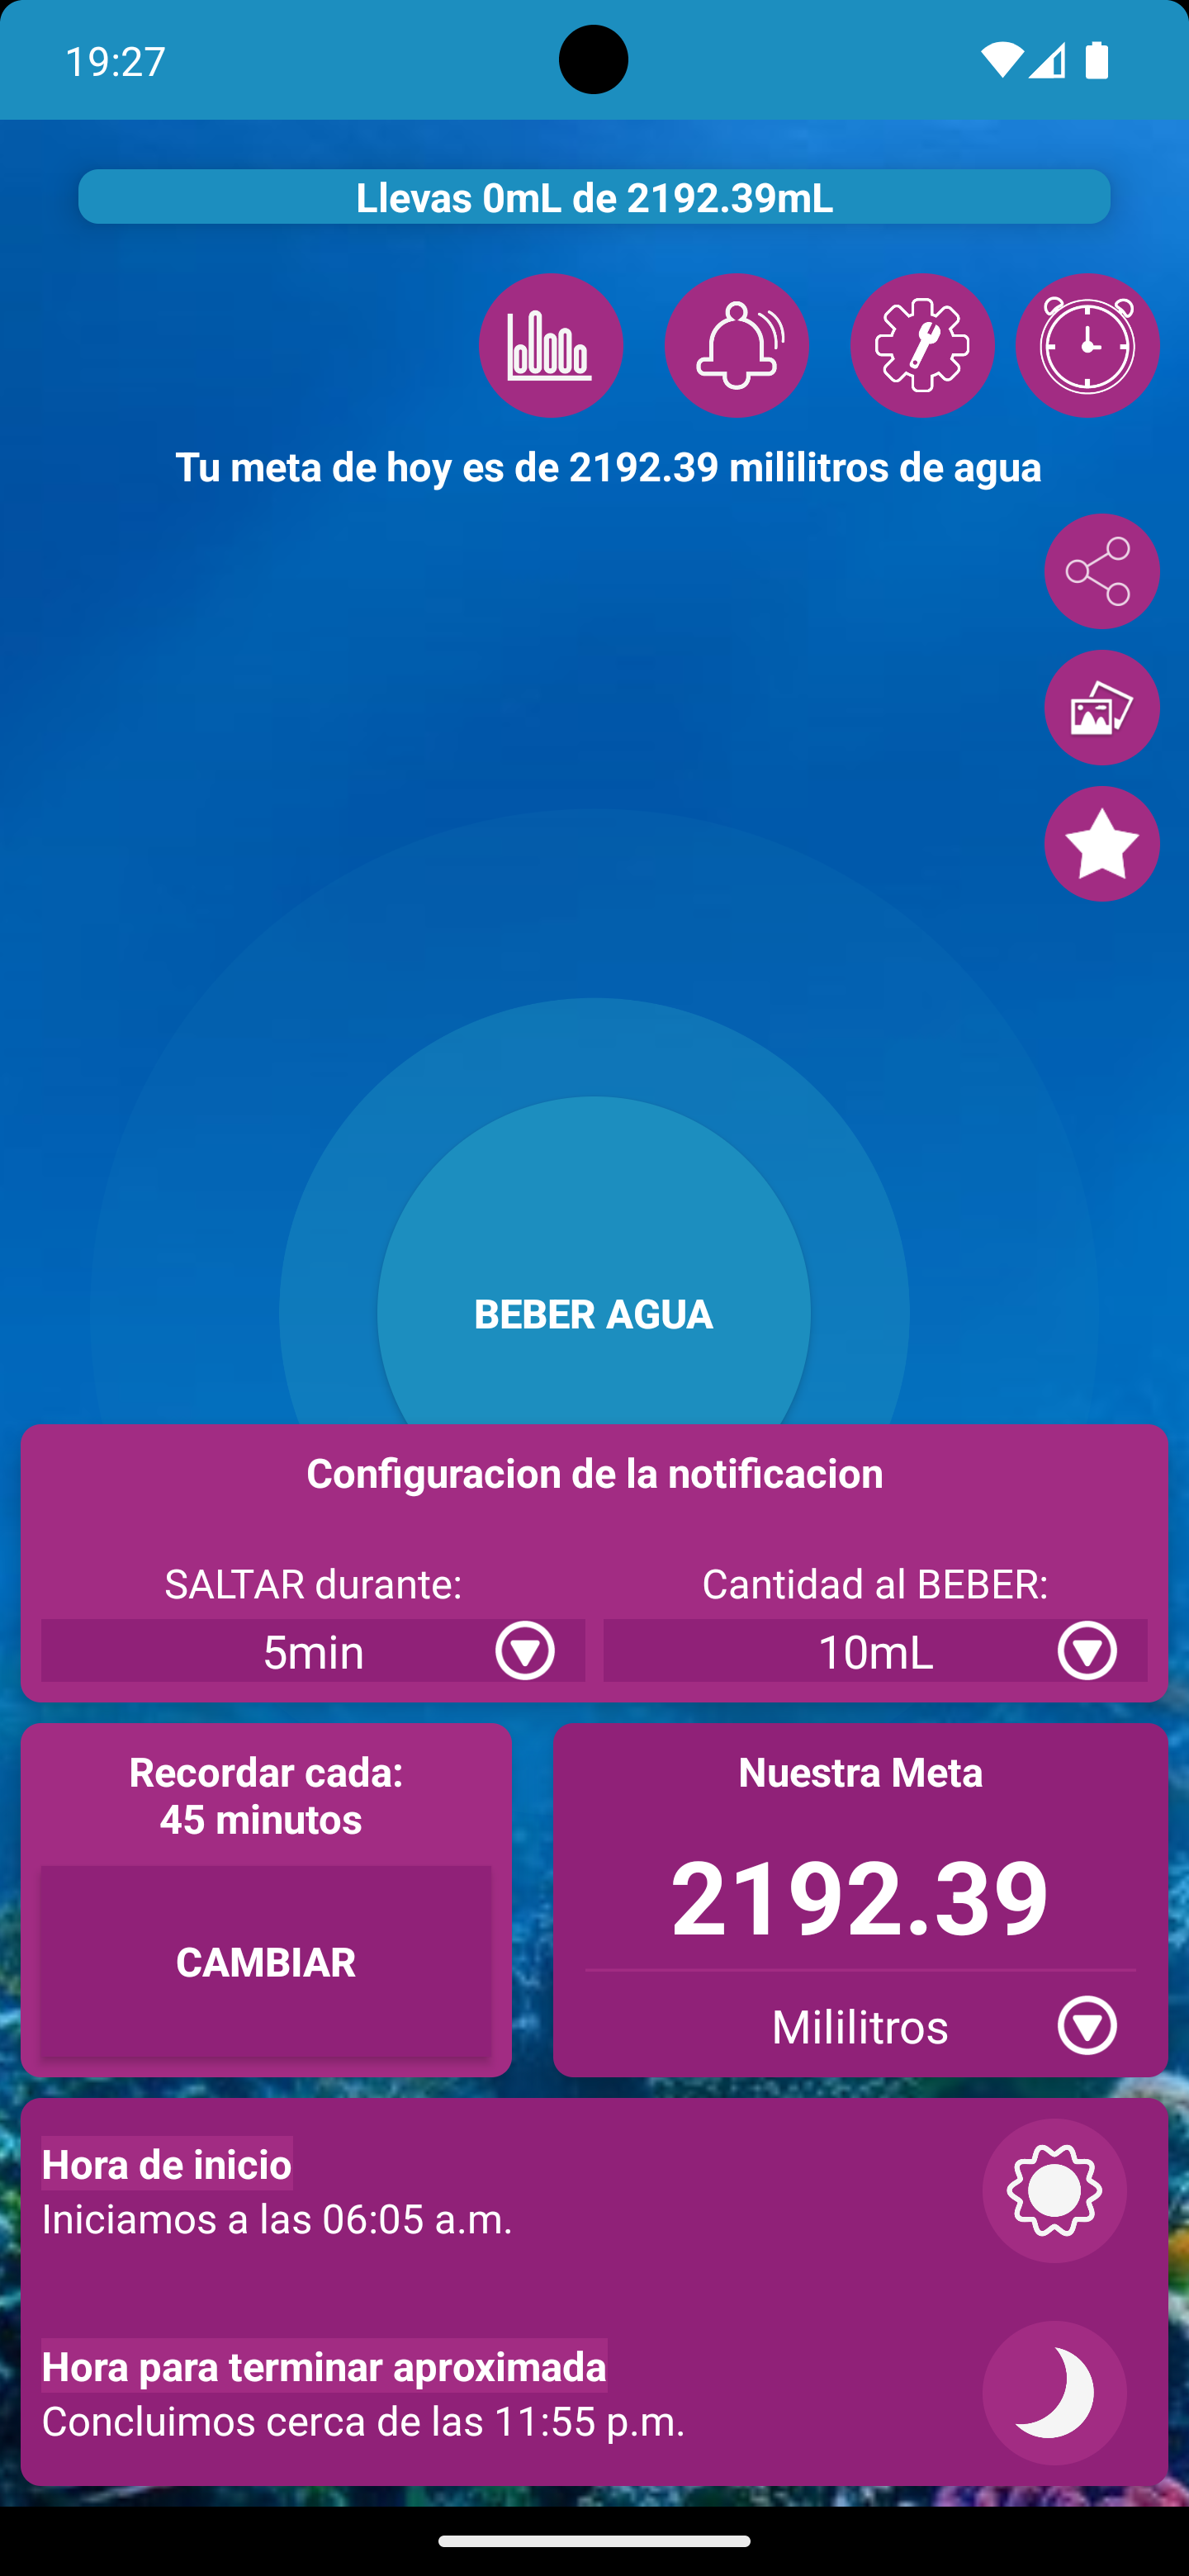 19:27
Llevas 0mL de 2192.39mL
Tu meta de hoy es de 2192.39 mililitros de agua
BEBER AGUA
Configuracion de la notificacion
SALTAR durante:
5min
Cantidad al BEBER:
10mL
Recordar cada:
45 minutos
CAMBIAR
Nuestra Meta
2192.39
Mililitros
Hora de inicio
Iniciamos a las 06:05 a.m.
Hora para terminar aproximada
Concluimos cerca de las 11:55 p.m.